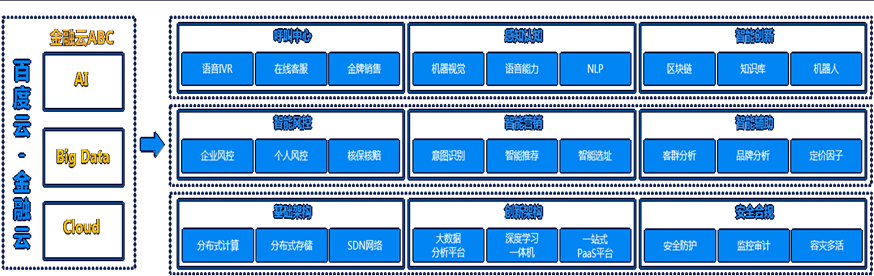 金融云ABC
百度云-金融云
AI
Big Data
Cloud
呼叫中心
语音IVR
在线客服
金牌销售
感知认知
机器视觉
语音能力
NLP
智能创新
区块链
知识库
机器人
智能风控
企业风控
个人风控
核保核赔
智能营销
意图识别
智能推荐
智能选址
智能辅助
客群分析
品牌分析
定价因子
基础架构
分布式计算
分布式存储
SDN网络
创新架构
大数据
分析平台
深度学习
一体机
一站式
PaaS平台
安全合规
安全防护
监控审计
容灾多活